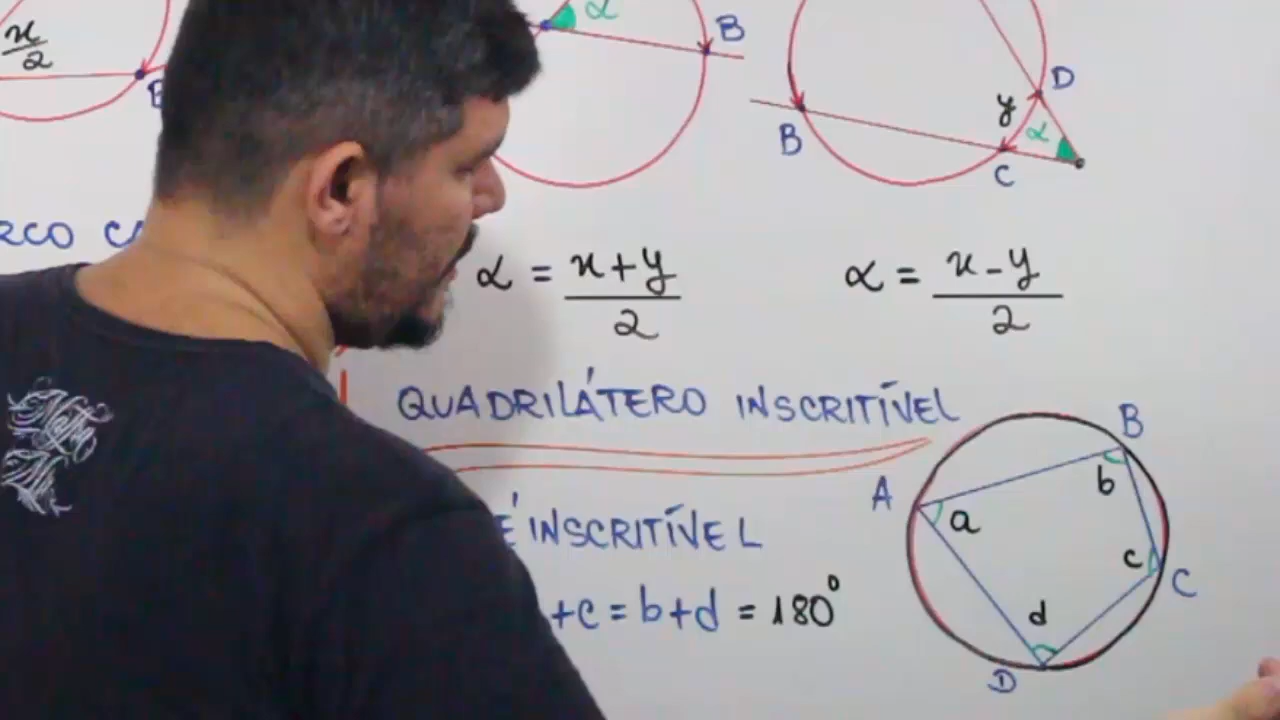 x/2
α
B
B
D
y
α
B
C
RCO
α = x+y/2
α = x-y/2
QUADRILÁTERO INSCRITÍVEL
É INSCRITÍVEL
+c = b+d = 180°
A
B
a
b
c
C
d
D